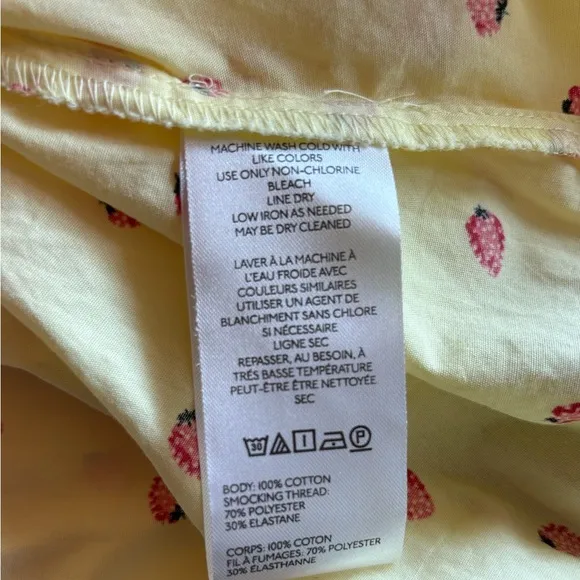 MACHINE WASH COLD WITH
LIKE COLORS
USE ONLY NON-CHLORINE
BLEACH
LINE DRY
LOW IRON AS NEEDED
MAY BE DRY CLEANED
LAVER À LA MACHINE À
L'EAU FROIDE AVEC
COULEURS SIMILAIRES
UTILISER UN AGENT DE
BLANCHIMENT SANS CHLORE
SI NÉCESSAIRE
LIGNE SEC
REPASSER, AU BESOIN, À
TRÉS BASSE TEMPÉRATURE
PEUT-ÊTRE ÊTRE NETTOYÉE
SEC
30 P
BODY: 100% COTTON
SMOCKING THREAD:
70% POLYESTER
30% ELASTANE
CORPS: 100% COTON
FIL À FUMAGES: 70% POLYESTER
30% ÉLASTHANNE